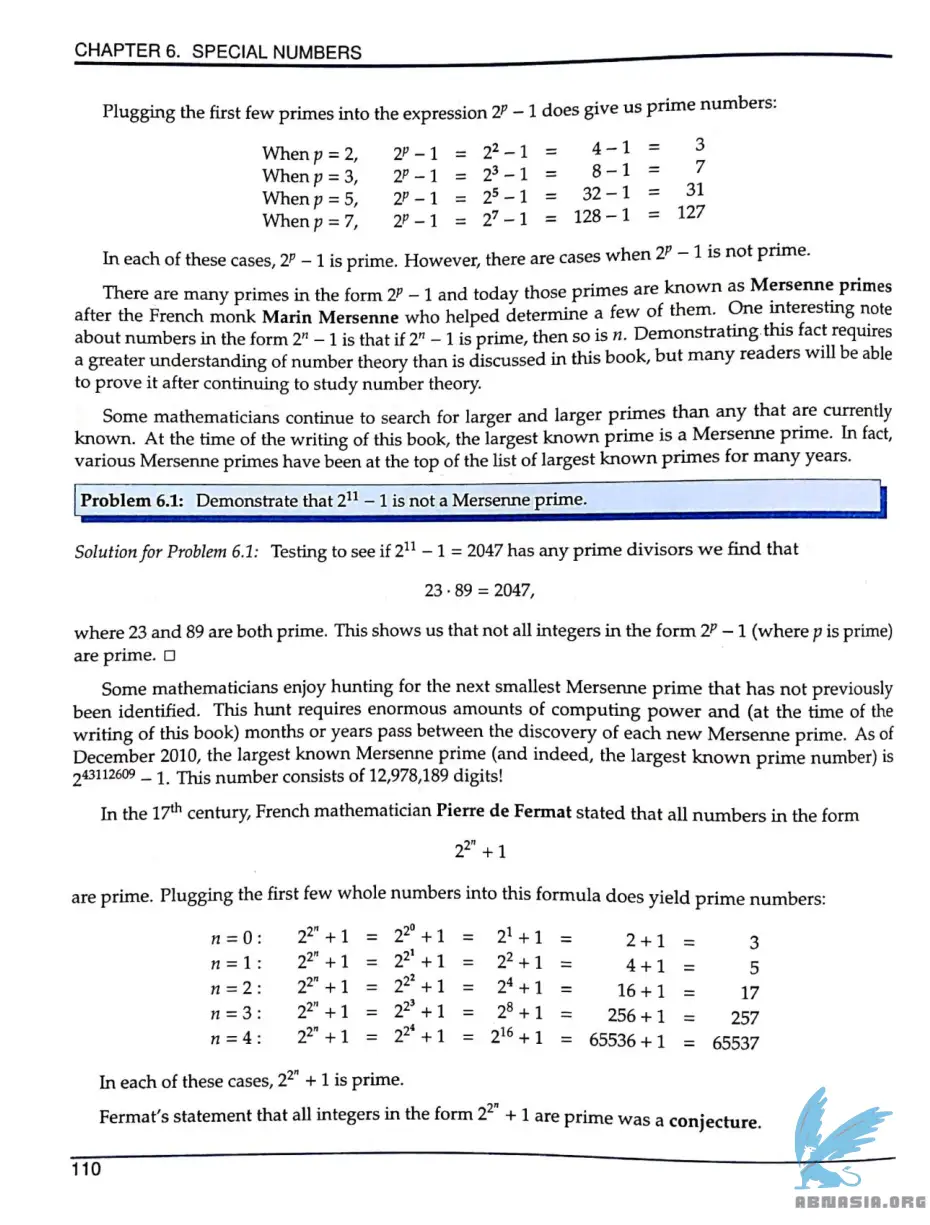 CHAPTER 6. SPECIAL NUMBERS
Plugging the first few primes into the expression 2^p − 1 does give us prime numbers:
When p = 2, 2^p − 1 = 2^2 − 1 = 4 − 1 = 3
When p = 3, 2^p − 1 = 2^3 − 1 = 8 − 1 = 7
When p = 5, 2^p − 1 = 2^5 − 1 = 32 − 1 = 31
When p = 7, 2^p − 1 = 2^7 − 1 = 128 − 1 = 127
In each of these cases, 2^p − 1 is prime. However, there are cases when 2^p − 1 is not prime.
There are many primes in the form 2^p − 1 and today those primes are known as Mersenne primes
after the French monk Marin Mersenne who helped determine a few of them. One interesting note
about numbers in the form 2^n − 1 is that if 2^n − 1 is prime, then so is n. Demonstrating this fact requires
a greater understanding of number theory than is discussed in this book, but many readers will be able
to prove it after continuing to study number theory.
Some mathematicians continue to search for larger and larger primes than any that are currently
known. At the time of the writing of this book, the largest known prime is a Mersenne prime. In fact,
various Mersenne primes have been at the top of the list of largest known primes for many years.
Problem 6.1: Demonstrate that 2^11 − 1 is not a Mersenne prime.
Solution for Problem 6.1: Testing to see if 2^11 − 1 = 2047 has any prime divisors we find that
23 · 89 = 2047,
where 23 and 89 are both prime. This shows us that not all integers in the form 2^p − 1 (where p is prime)
are prime. □
Some mathematicians enjoy hunting for the next smallest Mersenne prime that has not previously
been identified. This hunt requires enormous amounts of computing power and (at the time of the
writing of this book) months or years pass between the discovery of each new Mersenne prime. As of
December 2010, the largest known Mersenne prime (and indeed, the largest known prime number) is
2^43112609 − 1. This number consists of 12,978,189 digits!
In the 17th century, French mathematician Pierre de Fermat stated that all numbers in the form
2^2^n + 1
are prime. Plugging the first few whole numbers into this formula does yield prime numbers:
n = 0 : 2^2^n + 1 = 2^2^0 + 1 = 2^1 + 1 = 2 + 1 = 3
n = 1 : 2^2^n + 1 = 2^2^1 + 1 = 2^2 + 1 = 4 + 1 = 5
n = 2 : 2^2^n + 1 = 2^2^2 + 1 = 2^4 + 1 = 16 + 1 = 17
n = 3 : 2^2^n + 1 = 2^2^3 + 1 = 2^8 + 1 = 256 + 1 = 257
n = 4 : 2^2^n + 1 = 2^2^4 + 1 = 2^16 + 1 = 65536 + 1 = 65537
In each of these cases, 2^2^n + 1 is prime.
Fermat's statement that all integers in the form 2^2^n + 1 are prime was a conjecture.
110
ABNASIA.ORG